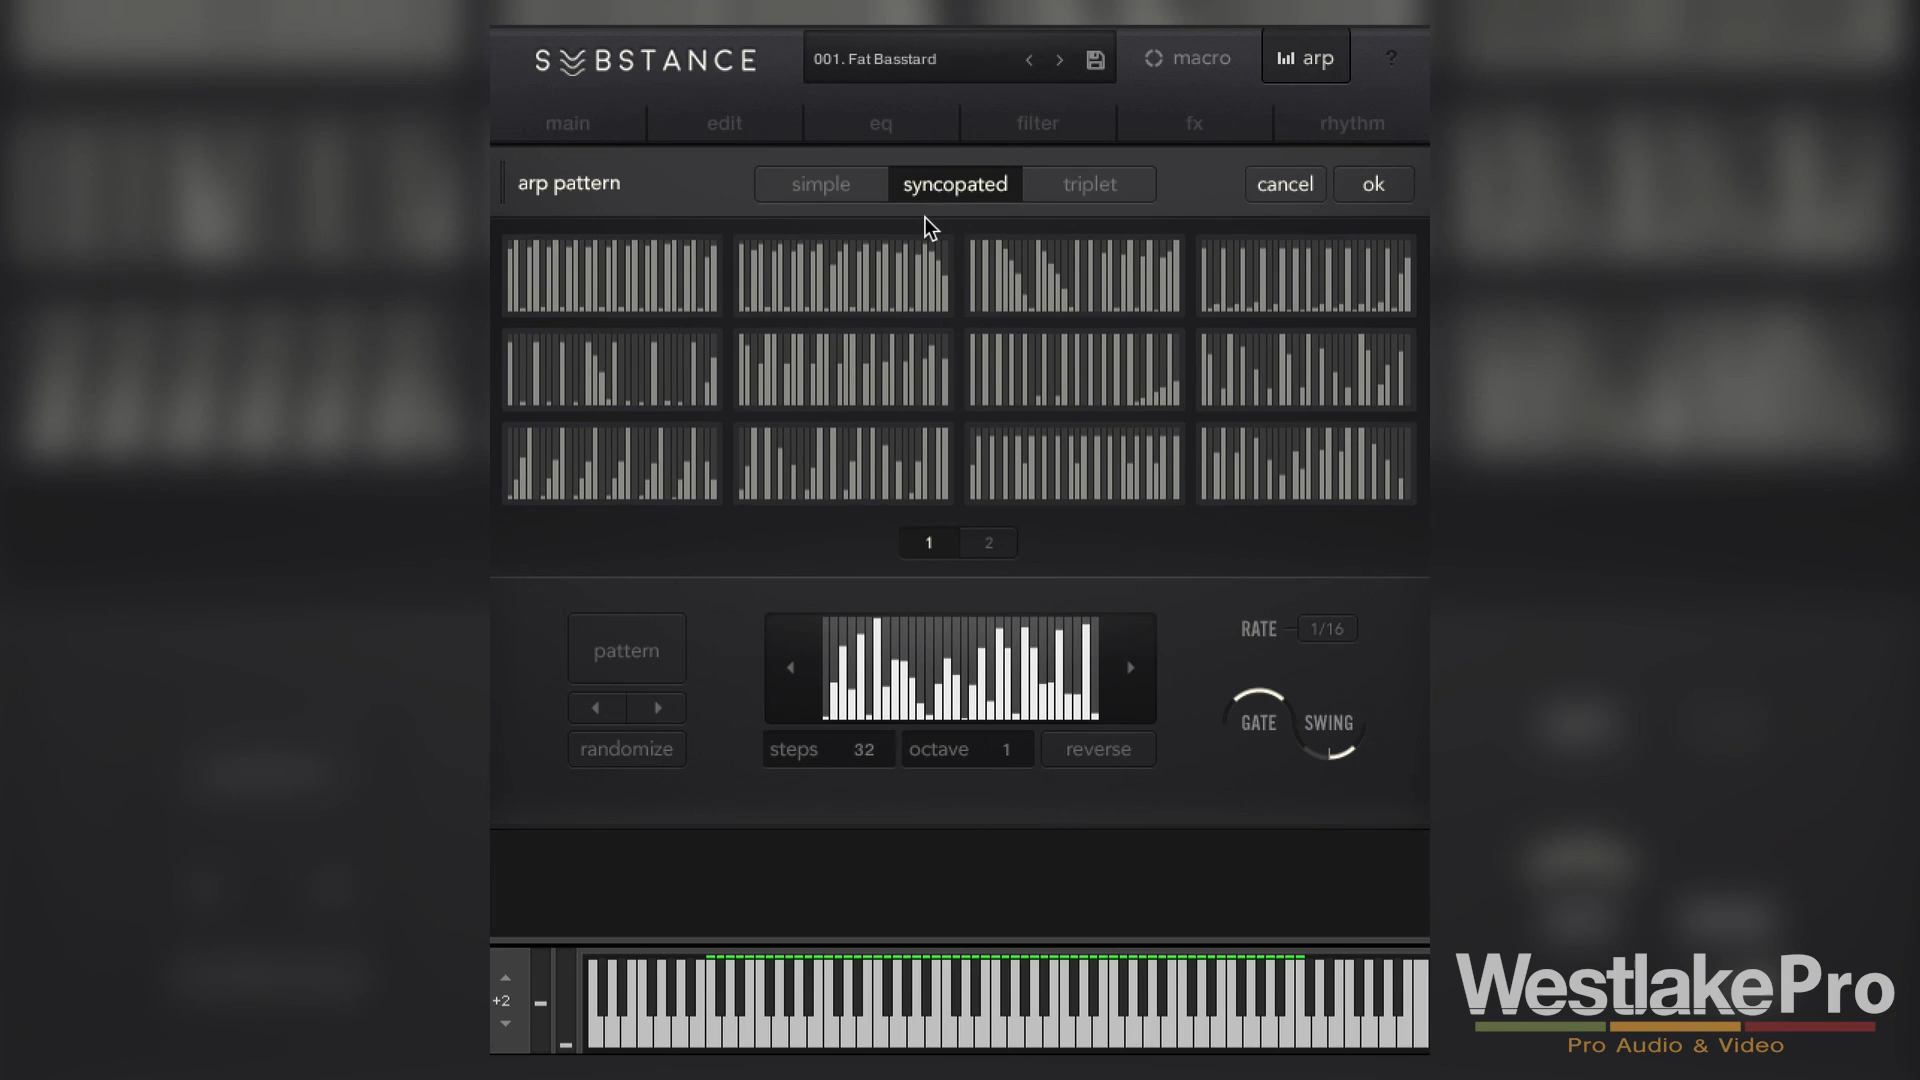 SUBSTANCE
001. Fat Basstard
macro
arp
?
main
edit
eq
filter
fx
rhythm
arp pattern
simple
syncopated
triplet
cancel
ok
1
2
pattern
randomize
steps 32
octave 1
reverse
RATE
1/16
GATE
SWING
+2
WestlakePro
Pro Audio & Video